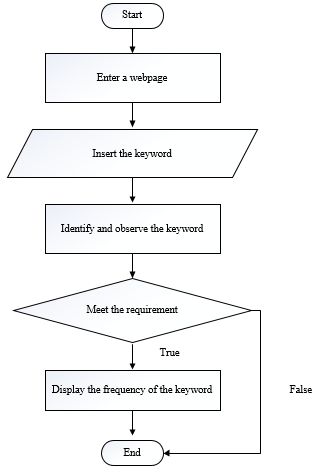 Start
Enter a webpage
Insert the keyword
Identify and observe the keyword
Meet the requirement
True
Display the frequency of the keyword
False
End